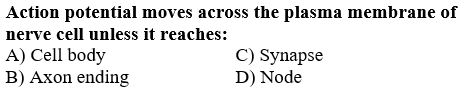 Action potential moves across the plasma membrane of
nerve cell unless it reaches:
A) Cell body C) Synapse
B) Axon ending D) Node